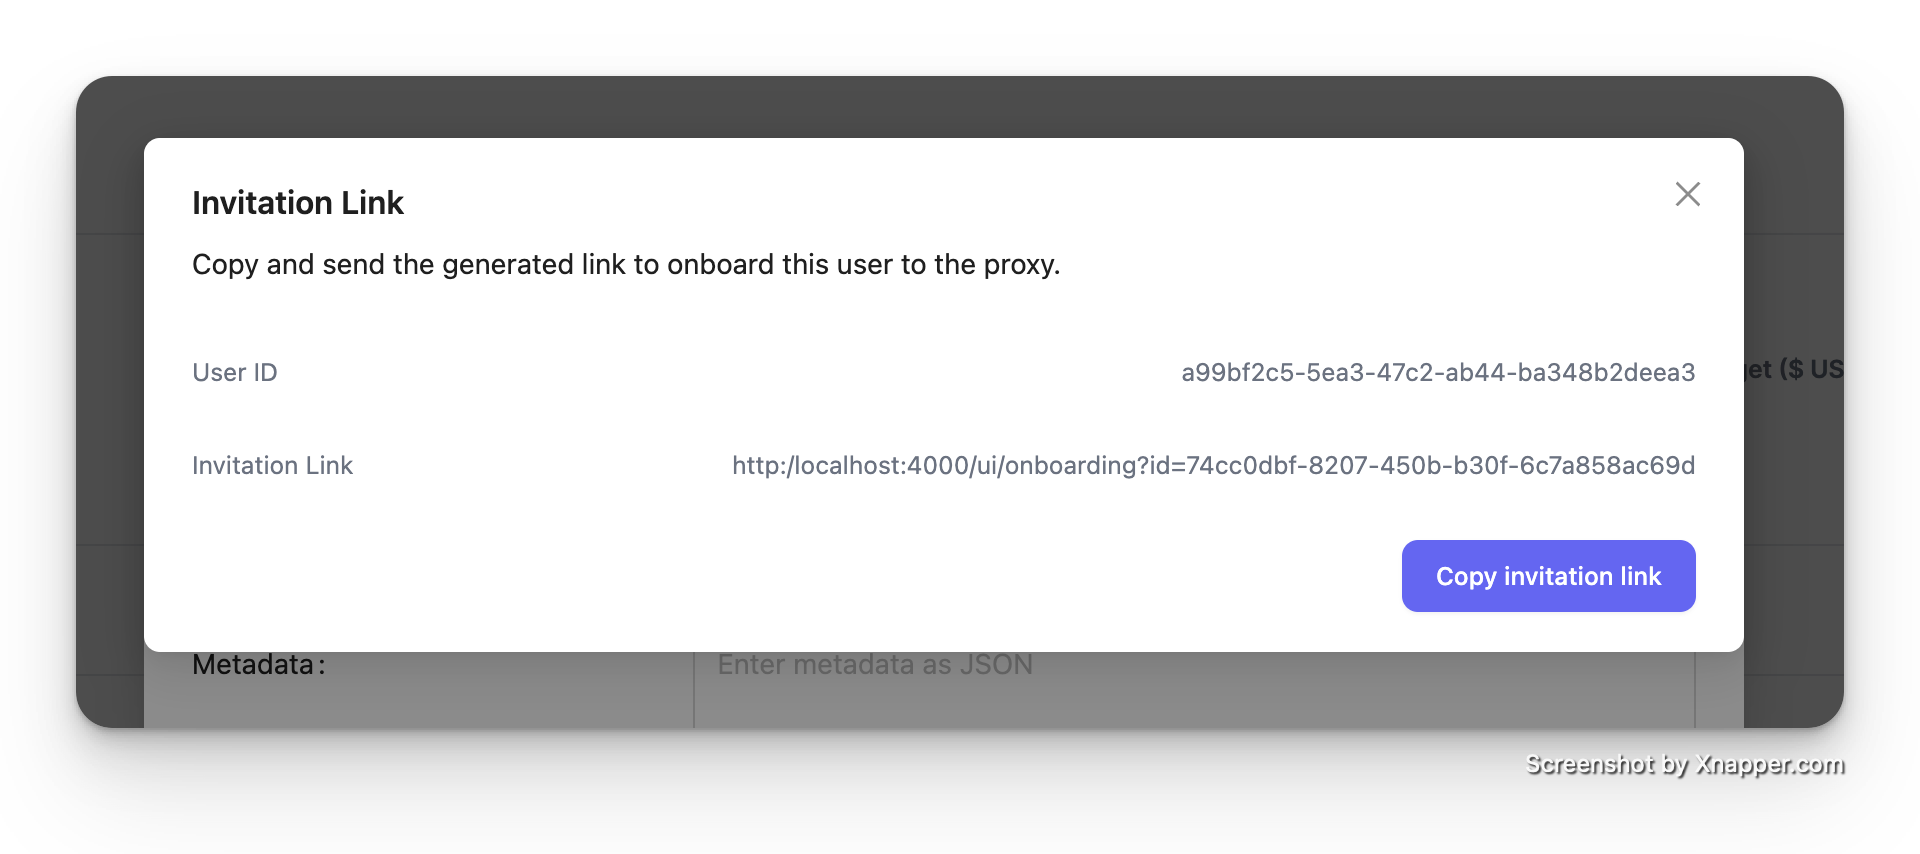 Invitation Link
Copy and send the generated link to onboard this user to the proxy.
User ID a99bf2c5-5ea3-47c2-ab44-ba348b2deea3
get ($ US
Invitation Link http:/localhost:4000/ui/onboarding?id=74cc0dbf-8207-450b-b30f-6c7a858ac69d
Copy invitation link
Metadata: Enter metadata as JSON
Screenshot by Xnapper.com